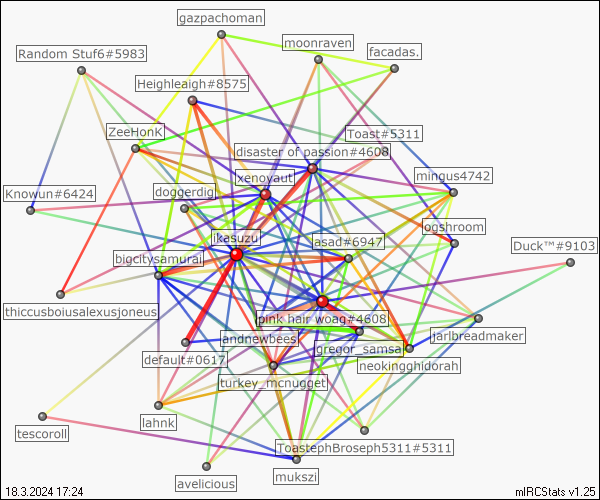 gazpachoman
moonraven
facadas.
Random Stuf6#5983
Heighleaigh#8575
ZeeHonK
Toast#5311
disaster of passion#4608
xenoyaut
mingus4742
doggerdig
Knowun#6424
ogshroom
ikasuzu
lasad#6947
Duck™#9103
bigcitysamurai
thiccusboiusalexusjoneus
pink hair woag#4608
andnewbees
gregor_samsa
jarlbreadmaker
default#0617
neokingghidorah
turkey_mcnugget
lahnk
tescoroll
ToastephBroseph5311#5311
avelicious
mukszi
18.3.2024 17:24
mIRCStats v1.25